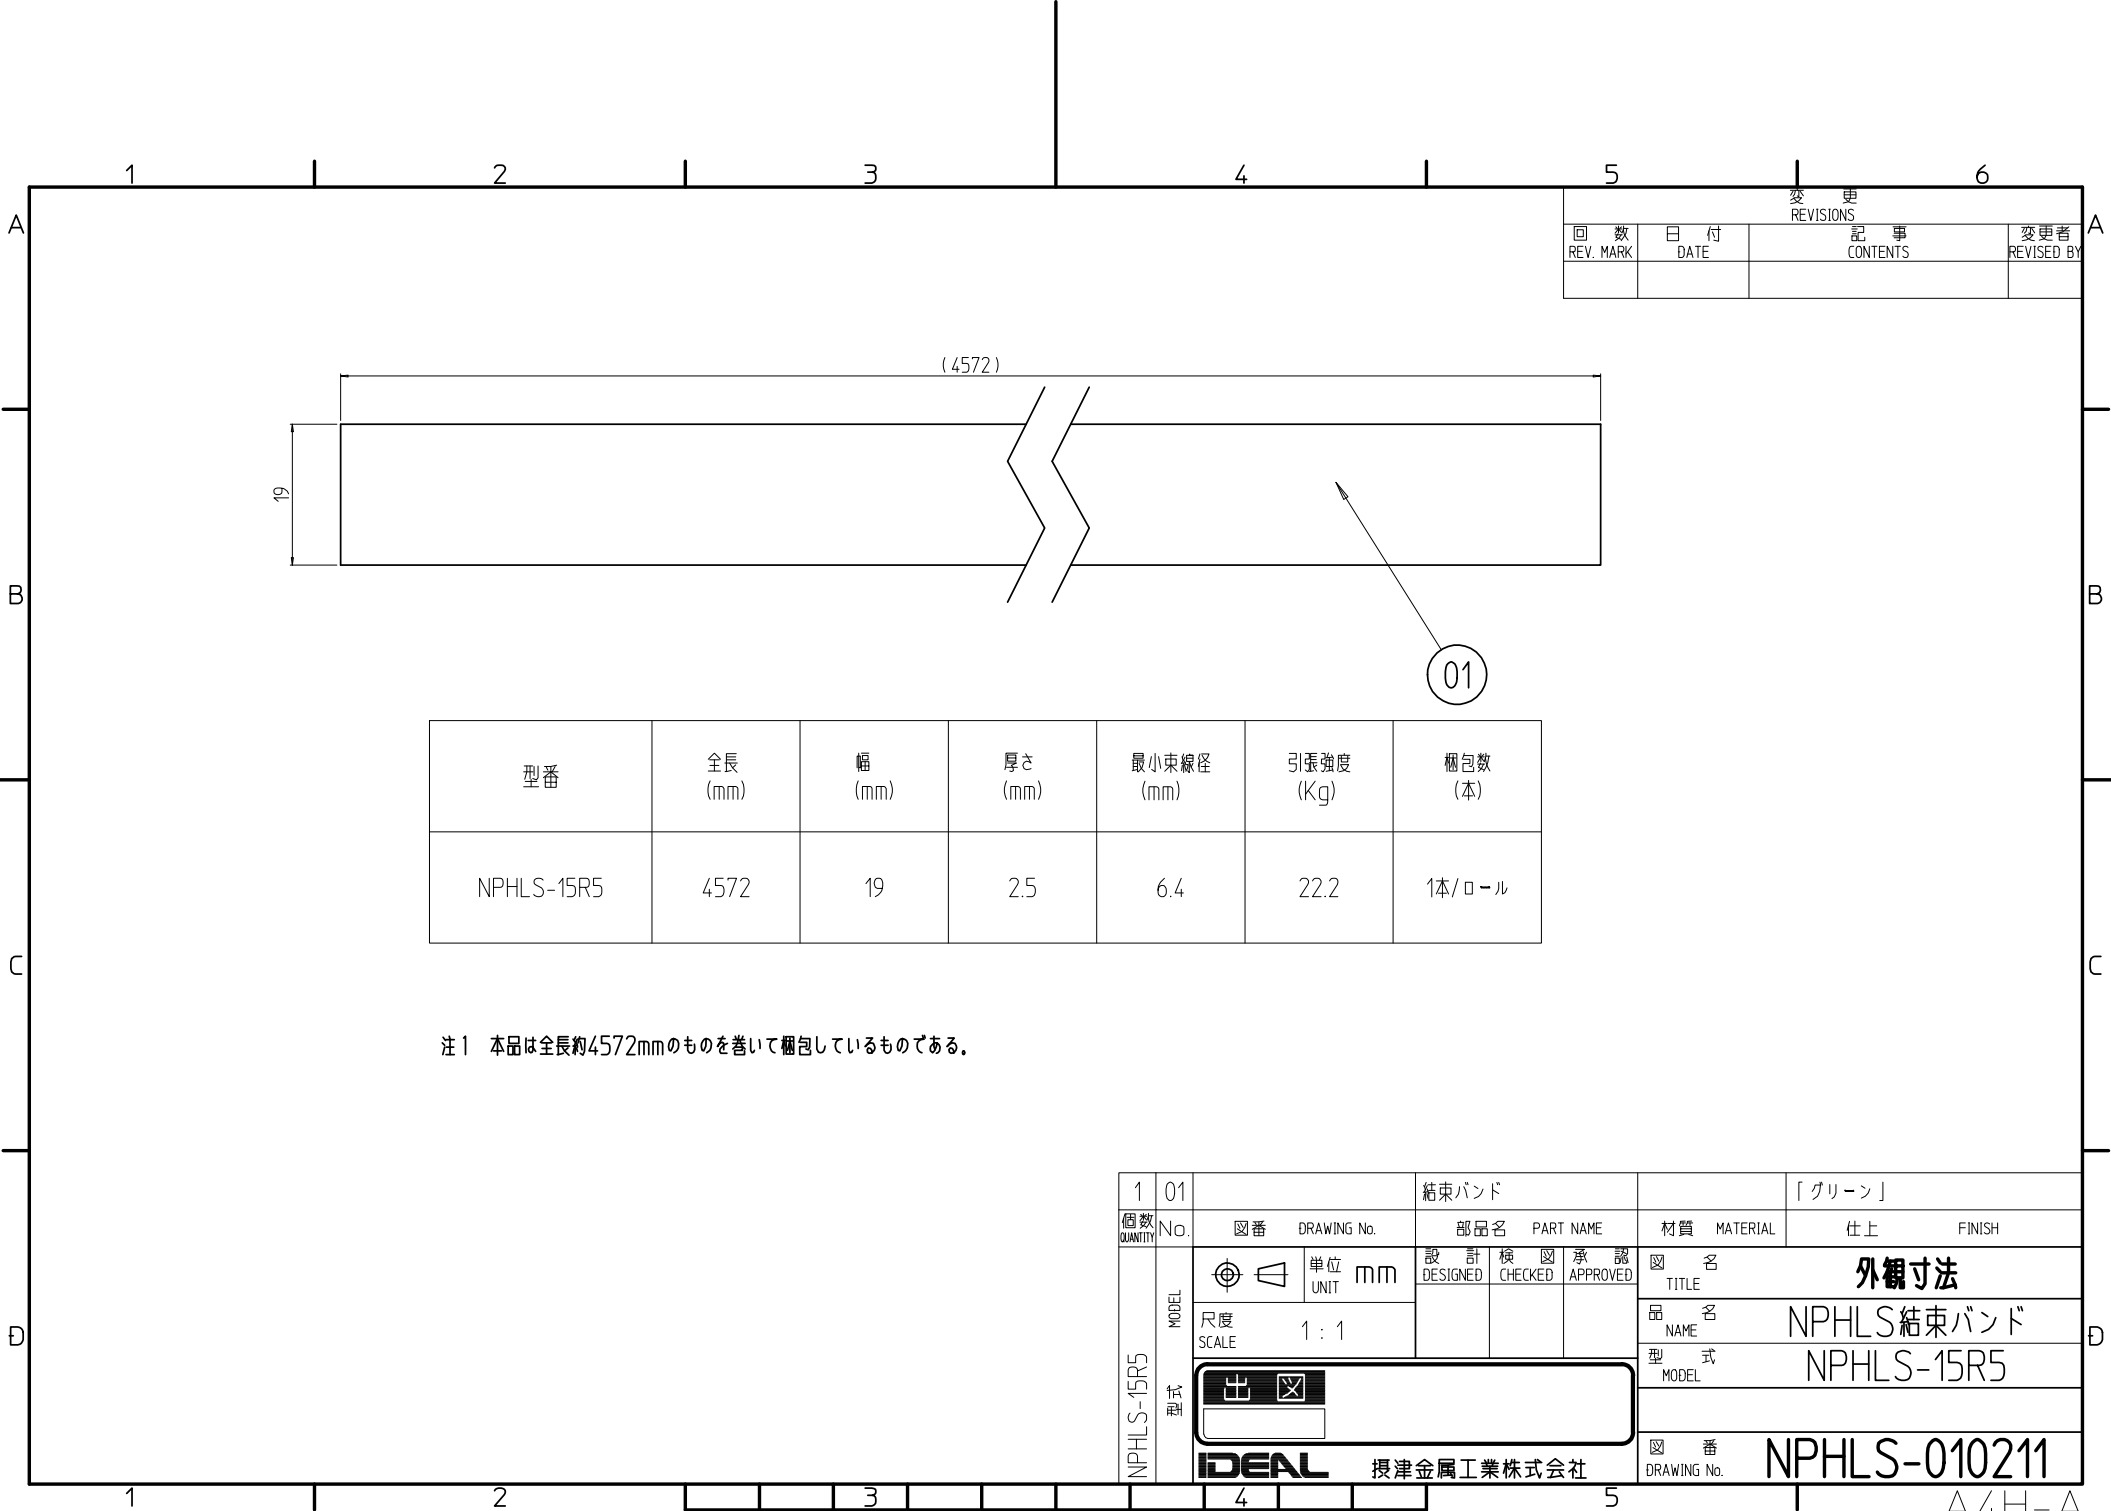 1 2 3 4 5 6
A A
変更
REVISIONS
回数 日付 記事 変更者
REV. MARK DATE CONTENTS REVISED BY
(4572)
19
B B
01
型番 全長 幅 厚さ 最小束線径 引張強度 梱包数
(mm) (mm) (mm) (mm) (Kg) (本)
NPHLS-15R5 4572 19 2.5 6.4 22.2 1本/ロール
C C
注1 本品は全長約4572mmのものを巻いて梱包しているものである。
1 01 結束バンド 「グリーン」
個数 No. 図番 DRAWING No. 部品名 PART NAME 材質 MATERIAL 仕上 FINISH
QUANTITY
NPHLS-15R5
型式 MODEL
単位 mm
UNIT
設計 検図 承認
DESIGNED CHECKED APPROVED
尺度 1:1
SCALE
図名 外観寸法
TITLE
品名 NPHLS結束バンド
NAME
型式 NPHLS-15R5
MODEL
出図
図番 NPHLS-010211
DRAWING No.
IDEAL 摂津金属工業株式会社
D D
1 2 3 4 5